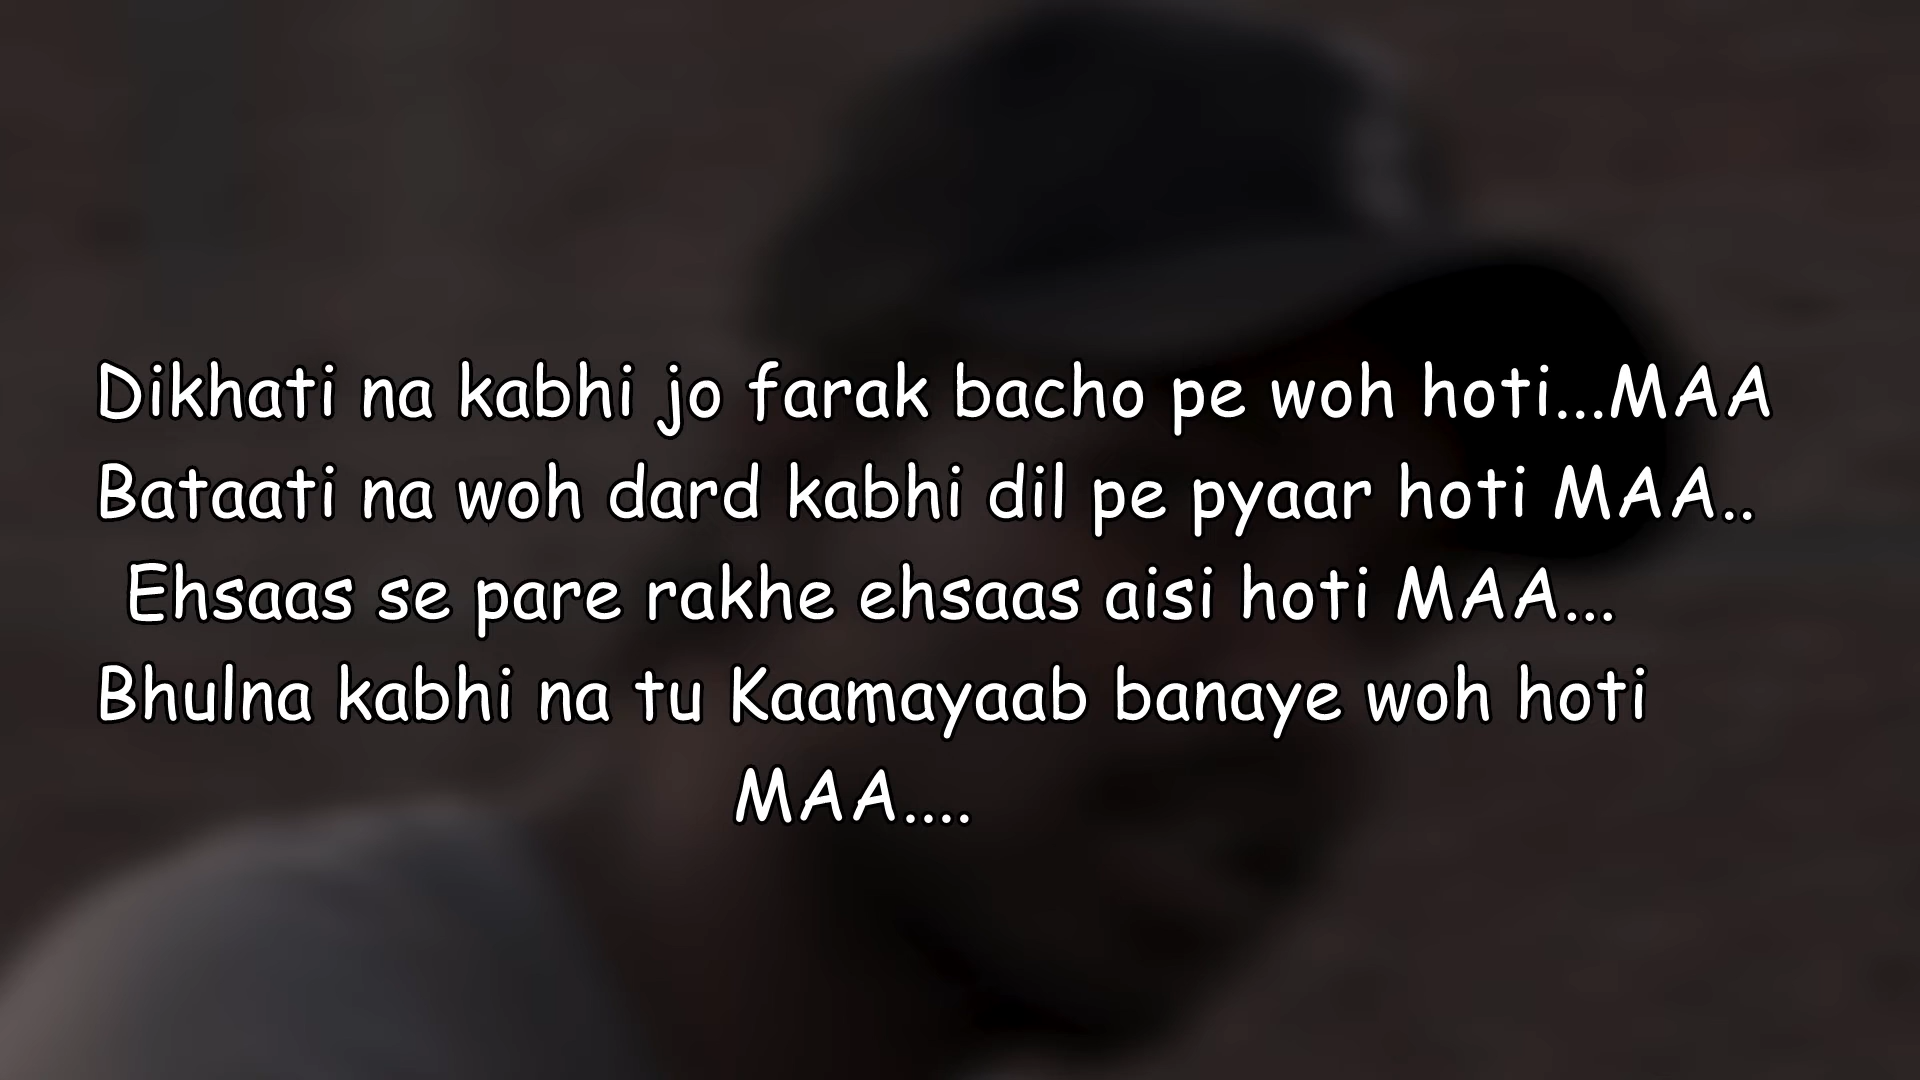 Dikhati na kabhi jo farak bacho pe woh hoti...MAA
Bataati na woh dard kabhi dil pe pyaar hoti MAA..
Ehsaas se pare rakhe ehsaas aisi hoti MAA...
Bhulna kabhi na tu Kaamayaab banaye woh hoti
MAA....